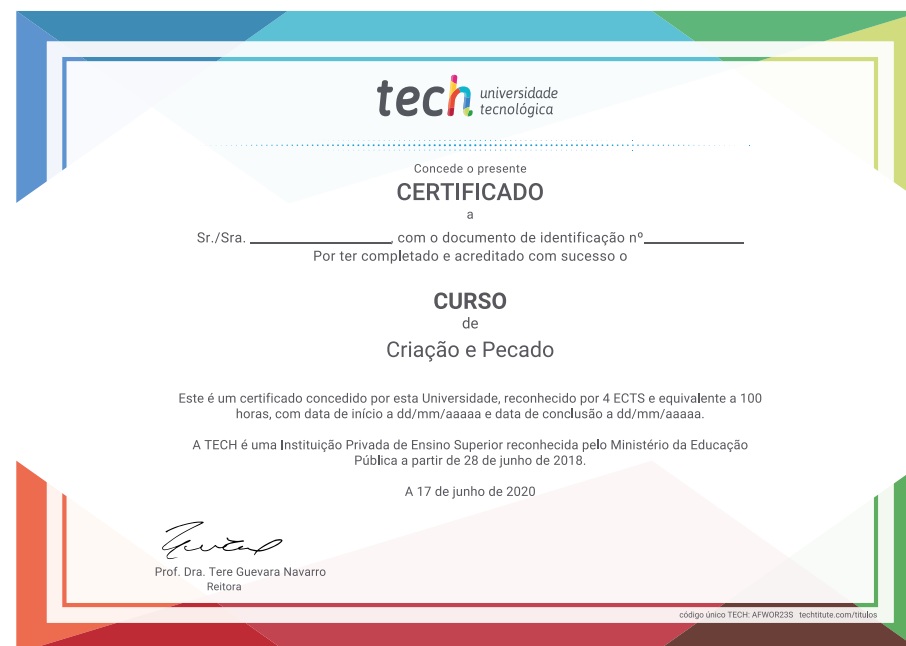 tech universidade
tecnológica
Concede o presente
CERTIFICADO
a
Sr./Sra. ____________________, com o documento de identificação nº______________
Por ter completado e acreditado com sucesso o
CURSO
de
Criação e Pecado
Este é um certificado concedido por esta Universidade, reconhecido por 4 ECTS e equivalente a 100
horas, com data de início a dd/mm/aaaaa e data de conclusão a dd/mm/aaaaa.
A TECH é uma Instituição Privada de Ensino Superior reconhecida pelo Ministério da Educação
Pública a partir de 28 de junho de 2018.
A 17 de junho de 2020
Prof. Dra. Tere Guevara Navarro
Reitora
código único TECH: AFWOR23S techtitute.com/titulos